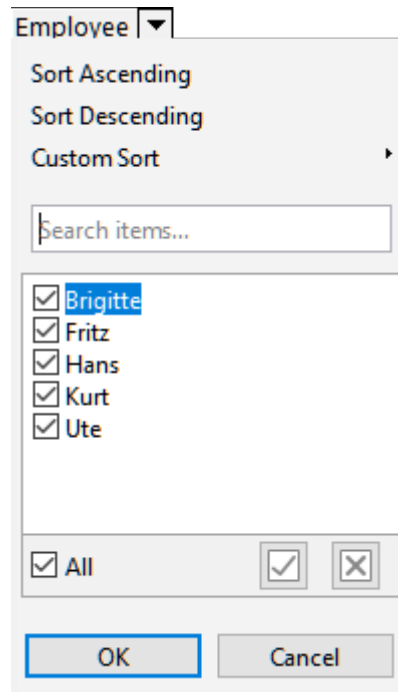 Employee
Sort Ascending
Sort Descending
Custom Sort
Search items...
Brigitte
Fritz
Hans
Kurt
Ute
All
OK Cancel